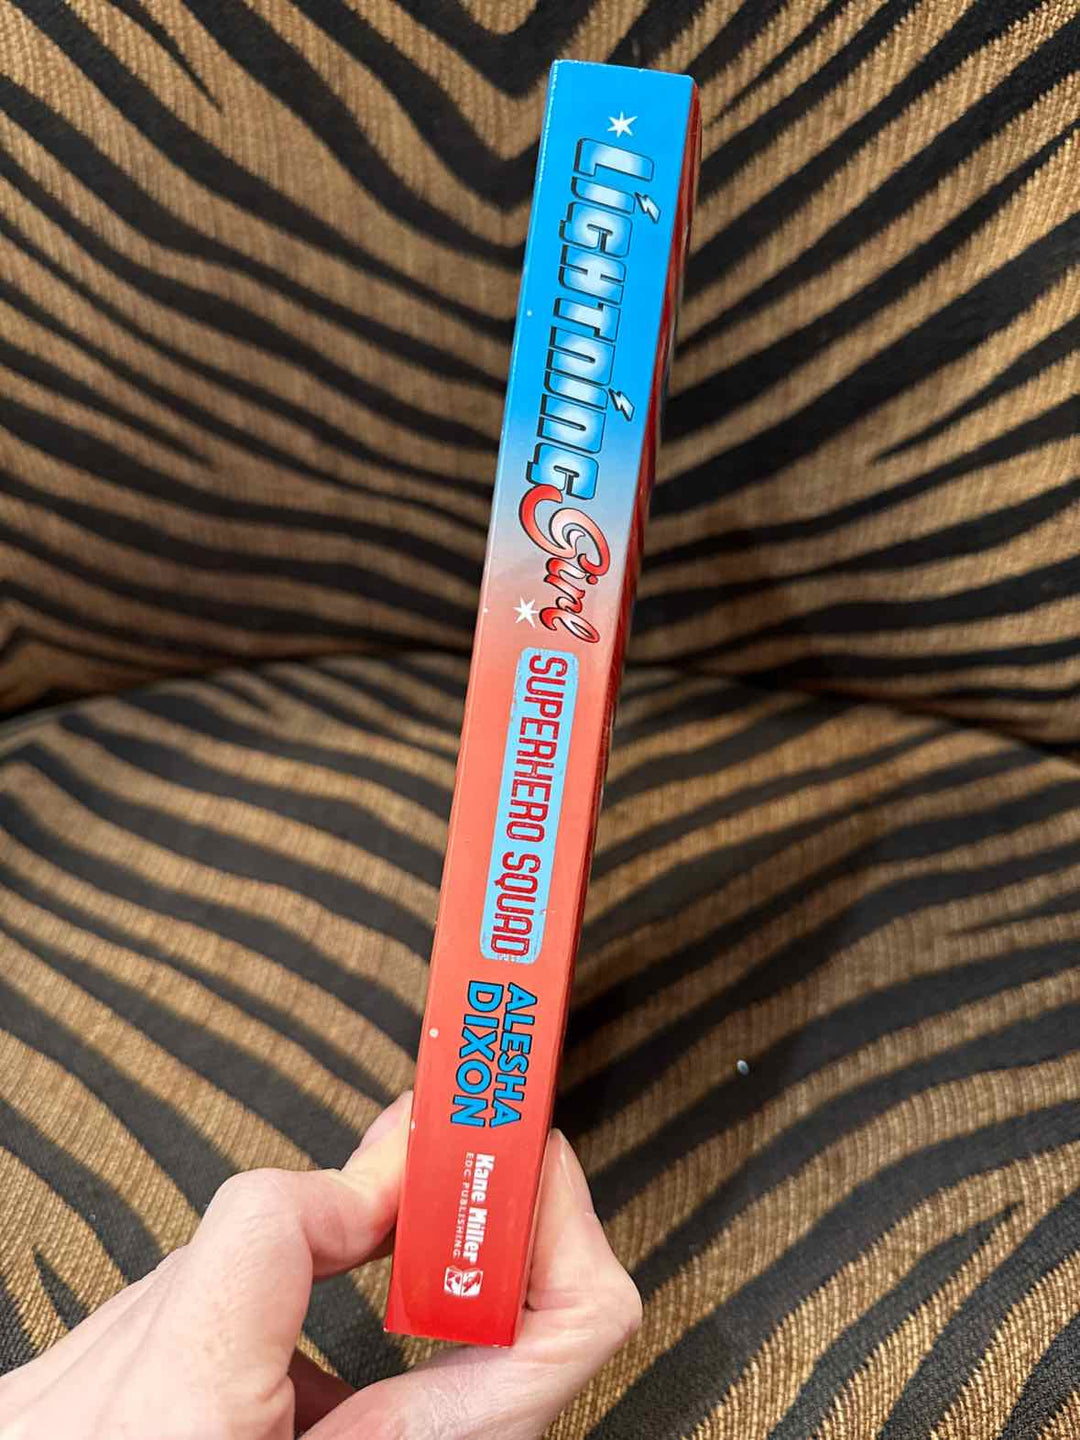 LiGHTNiNG
Girl
SUPERHERO SQUAD
ALESHA
DIXON
Kane Miller
EDC PUBLISHING